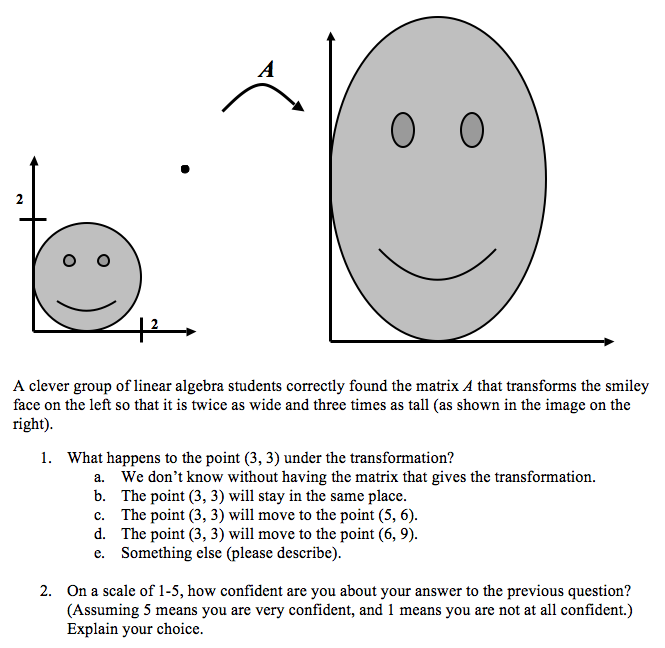 A
2
2
A clever group of linear algebra students correctly found the matrix A that transforms the smiley
face on the left so that it is twice as wide and three times as tall (as shown in the image on the
right).
1. What happens to the point (3, 3) under the transformation?
a. We don’t know without having the matrix that gives the transformation.
b. The point (3, 3) will stay in the same place.
c. The point (3, 3) will move to the point (5, 6).
d. The point (3, 3) will move to the point (6, 9).
e. Something else (please describe).
2. On a scale of 1-5, how confident are you about your answer to the previous question?
(Assuming 5 means you are very confident, and 1 means you are not at all confident.)
Explain your choice.